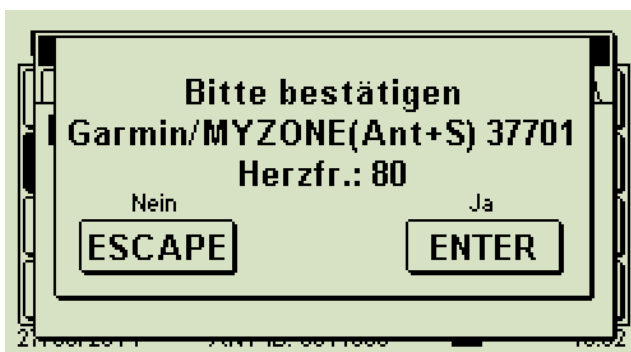 Bitte bestätigen
Garmin/MYZONE(Ant+S) 37701
Herzfr.: 80
Nein Ja
ESCAPE ENTER